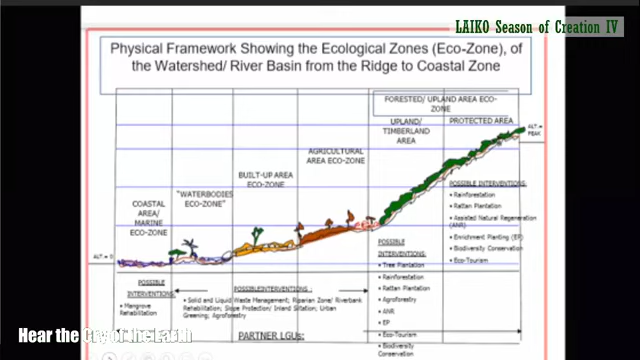 LAIKO Season of Creation IV
Physical Framework Showing the Ecological Zones (Eco-Zone), of
the Watershed/ River Basin from the Ridge to Coastal Zone
FORESTED/ UPLAND AREA ECO-
ZONE
UPLAND/
TIMBERLAND
AREA
PROTECTED AREA
ALT. =
PEAK
AGRICULTURAL
AREA ECO-ZONE
BUILT-UP AREA
ECO-ZONE
"WATERBODIES
ECO-ZONE"
COASTAL
AREA/
MARINE
ECO-ZONE
ALT = 0
POSSIBLE INTERVENTIONS:
• Rainforestation
• Rattan Plantation
• Assisted Natural Regeneration
(ANR)
• Enrichment Planting (EP)
• Biodiversity Conservation
• Eco-Tourism
POSSIBLE
INTERVENTIONS:
• Tree Plantation
• Rainforestation
• Rattan Plantation
• Agroforestry
• ANR
• EP
• Eco-Tourism
• Biodiversity
Conservation
POSSIBLE
INTERVENTIONS:
• Mangrove
Rehabilitation
POSSIBLE INTERVENTIONS :
• Solid and Liquid Waste Management; Riparian Zone/ Riverbank
Rehabilitation; Slope Protection/ Inland Siltation; Urban
Greening; Agroforestry
PARTNER LGUs:
Hear the Cry of the Earth